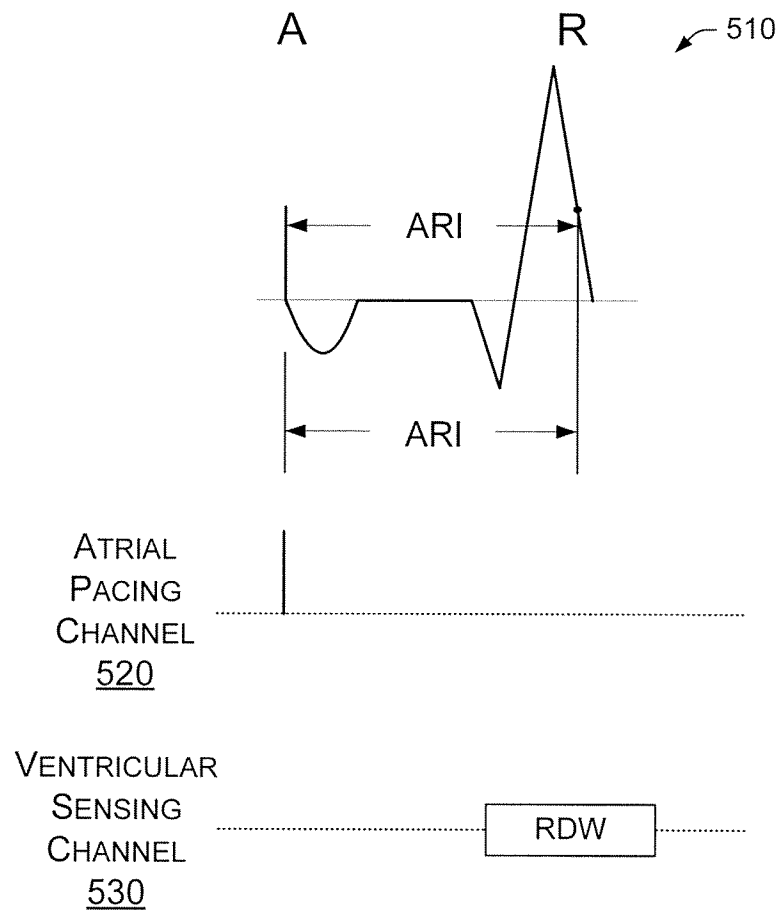 A
R
510
ARI
ARI
ATRIAL
PACING
CHANNEL
520
VENTRICULAR
SENSING
CHANNEL
530
RDW